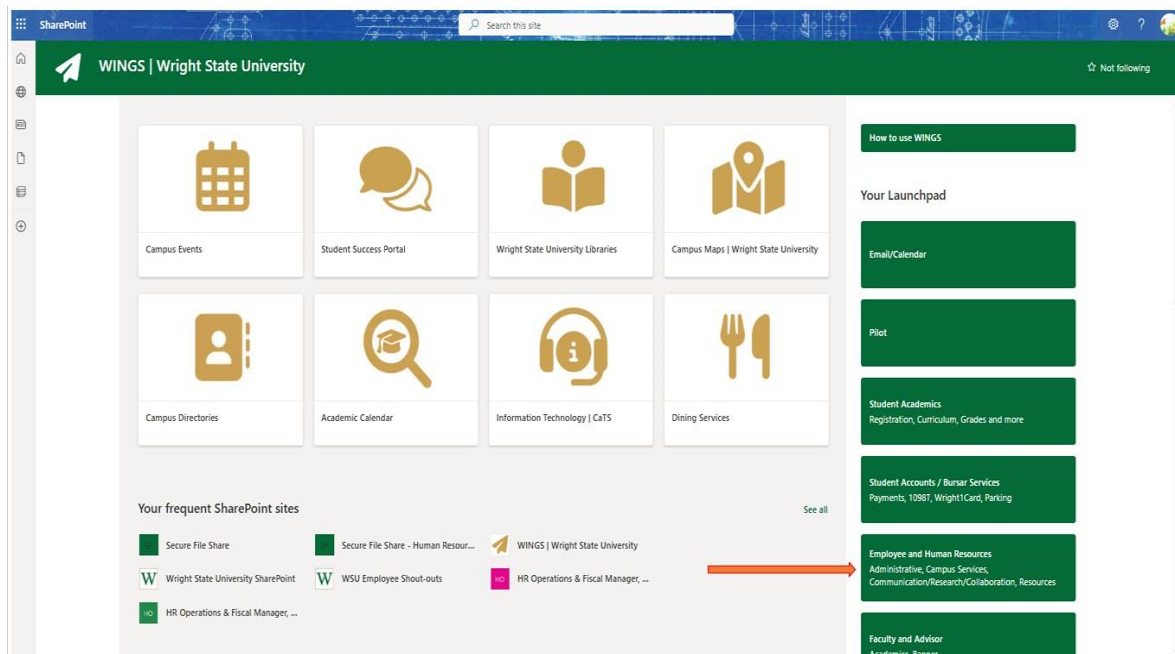 SharePoint
Search this site
?
WINGS | Wright State University
Not following
Campus Events
Student Success Portal
Wright State University Libraries
Campus Maps | Wright State University
Campus Directories
Academic Calendar
Information Technology | CaTS
Dining Services
Your frequent SharePoint sites
See all
Secure File Share
Secure File Share - Human Resour...
WINGS | Wright State University
W
Wright State University SharePoint
W
WSU Employee Shout-outs
HO
HR Operations & Fiscal Manager, ...
HO
HR Operations & Fiscal Manager, ...
How to use WINGS
Your Launchpad
Email/Calendar
Pilot
Student Academics
Registration, Curriculum, Grades and more
Student Accounts / Bursar Services
Payments, 1098T, Wright1Card, Parking
Employee and Human Resources
Administrative, Campus Services,
Communication/Research/Collaboration, Resources
Faculty and Advisor
Academics, Banner